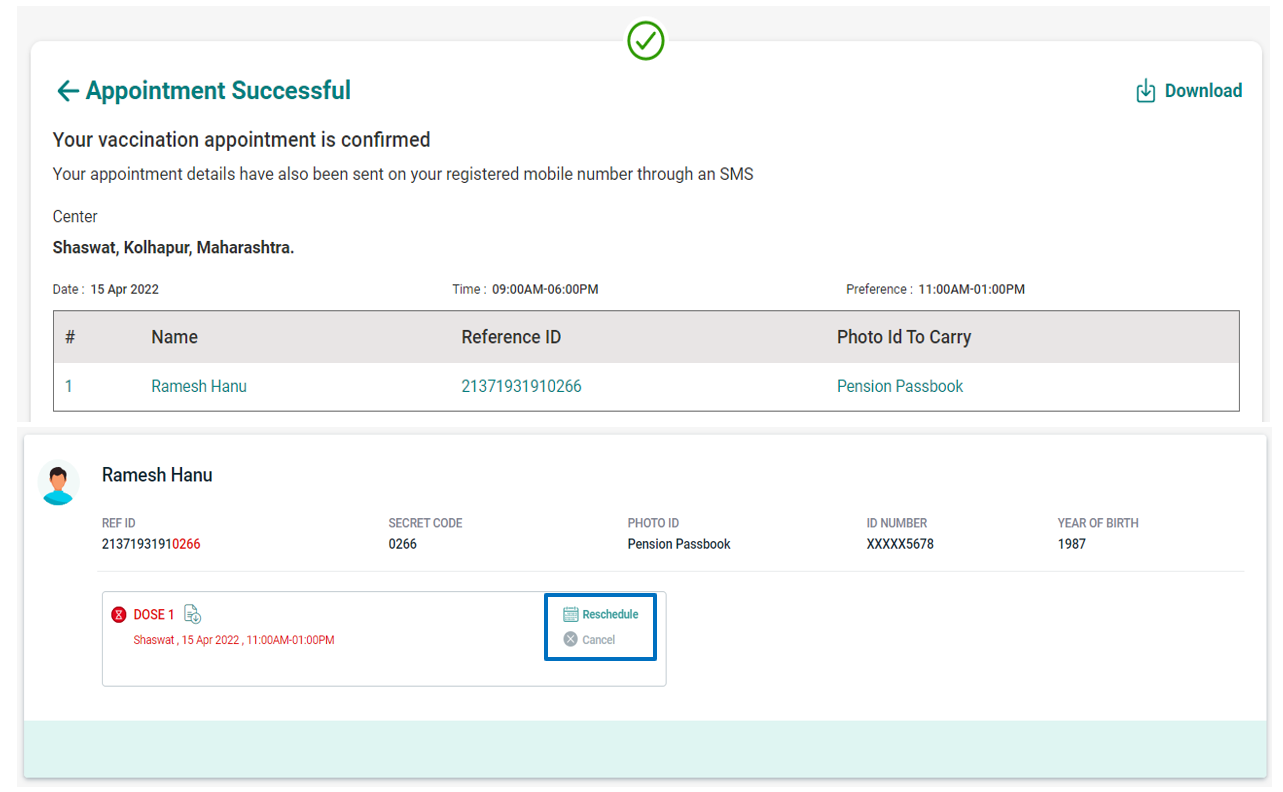 Appointment Successful
Download
Your vaccination appointment is confirmed
Your appointment details have also been sent on your registered mobile number through an SMS
Center
Shaswat, Kolhapur, Maharashtra.
Date : 15 Apr 2022 Time : 09:00AM-06:00PM Preference : 11:00AM-01:00PM
# Name Reference ID Photo Id To Carry
1 Ramesh Hanu 21371931910266 Pension Passbook
Ramesh Hanu
REF ID SECRET CODE PHOTO ID ID NUMBER YEAR OF BIRTH
21371931910266 0266 Pension Passbook XXXXX5678 1987
DOSE 1 Reschedule
Shaswat , 15 Apr 2022 , 11:00AM-01:00PM Cancel